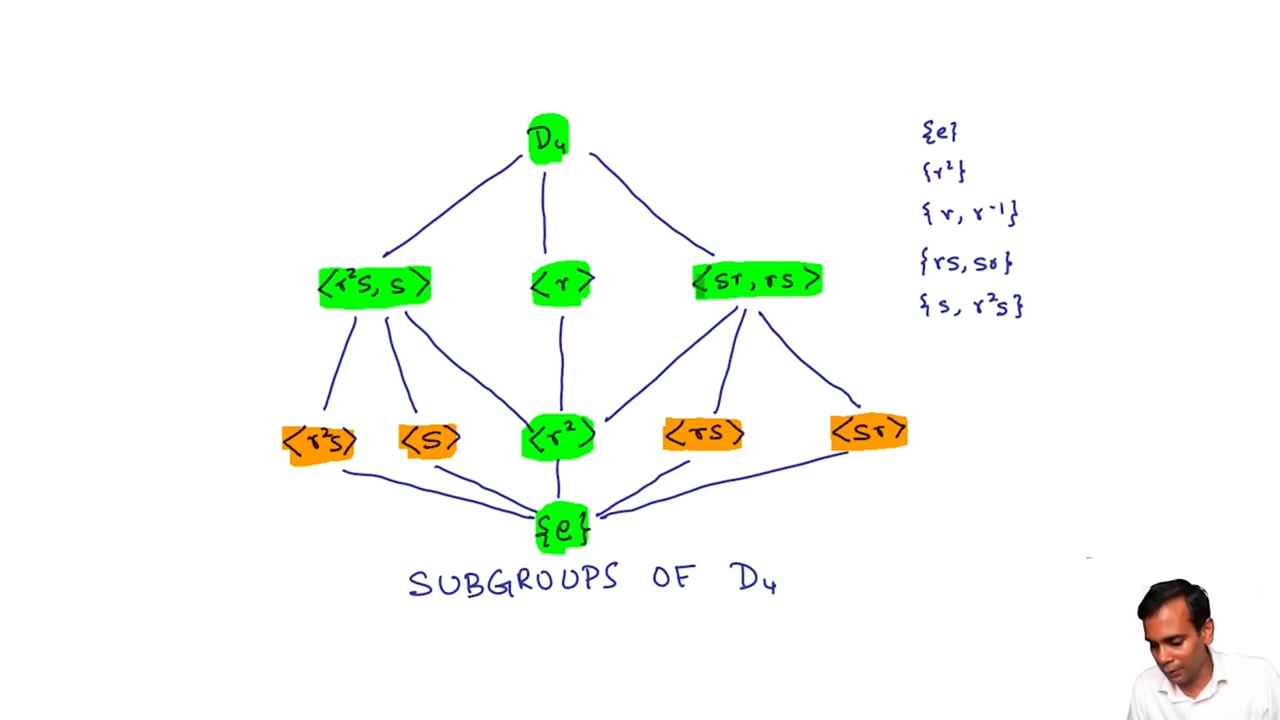 D₄
<r²s, s> <r> <sr, rs>
<r²s> <s> <r²> <rs> <sr>
{e}
SUBGROUPS OF D₄
{e}
{r²}
{r, r⁻¹}
{rs, sr}
{s, r²s}